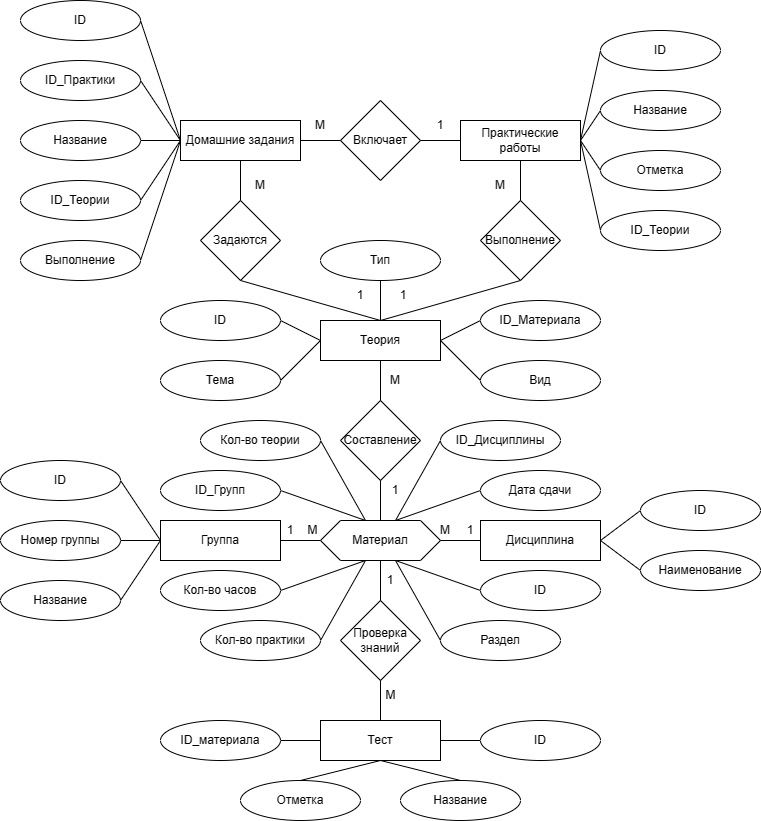 ID
ID
ID_Практики
Название
М
1
Домашние задания
Включает
Практические
работы
Название
Отметка
ID_Теории
М
М
ID_Теории
Выполнение
Задаются
Выполнение
Тип
1
1
ID
Теория
ID_Материала
Тема
М
Вид
Кол-во теории
Составление
ID_Дисциплины
ID
ID_Групп
1
Дата сдачи
ID
1
М
М
1
Номер группы
Группа
Материал
Дисциплина
Наименование
1
Название
Кол-во часов
ID
Кол-во практики
Проверка
знаний
Раздел
М
ID_материала
Тест
ID
Отметка
Название